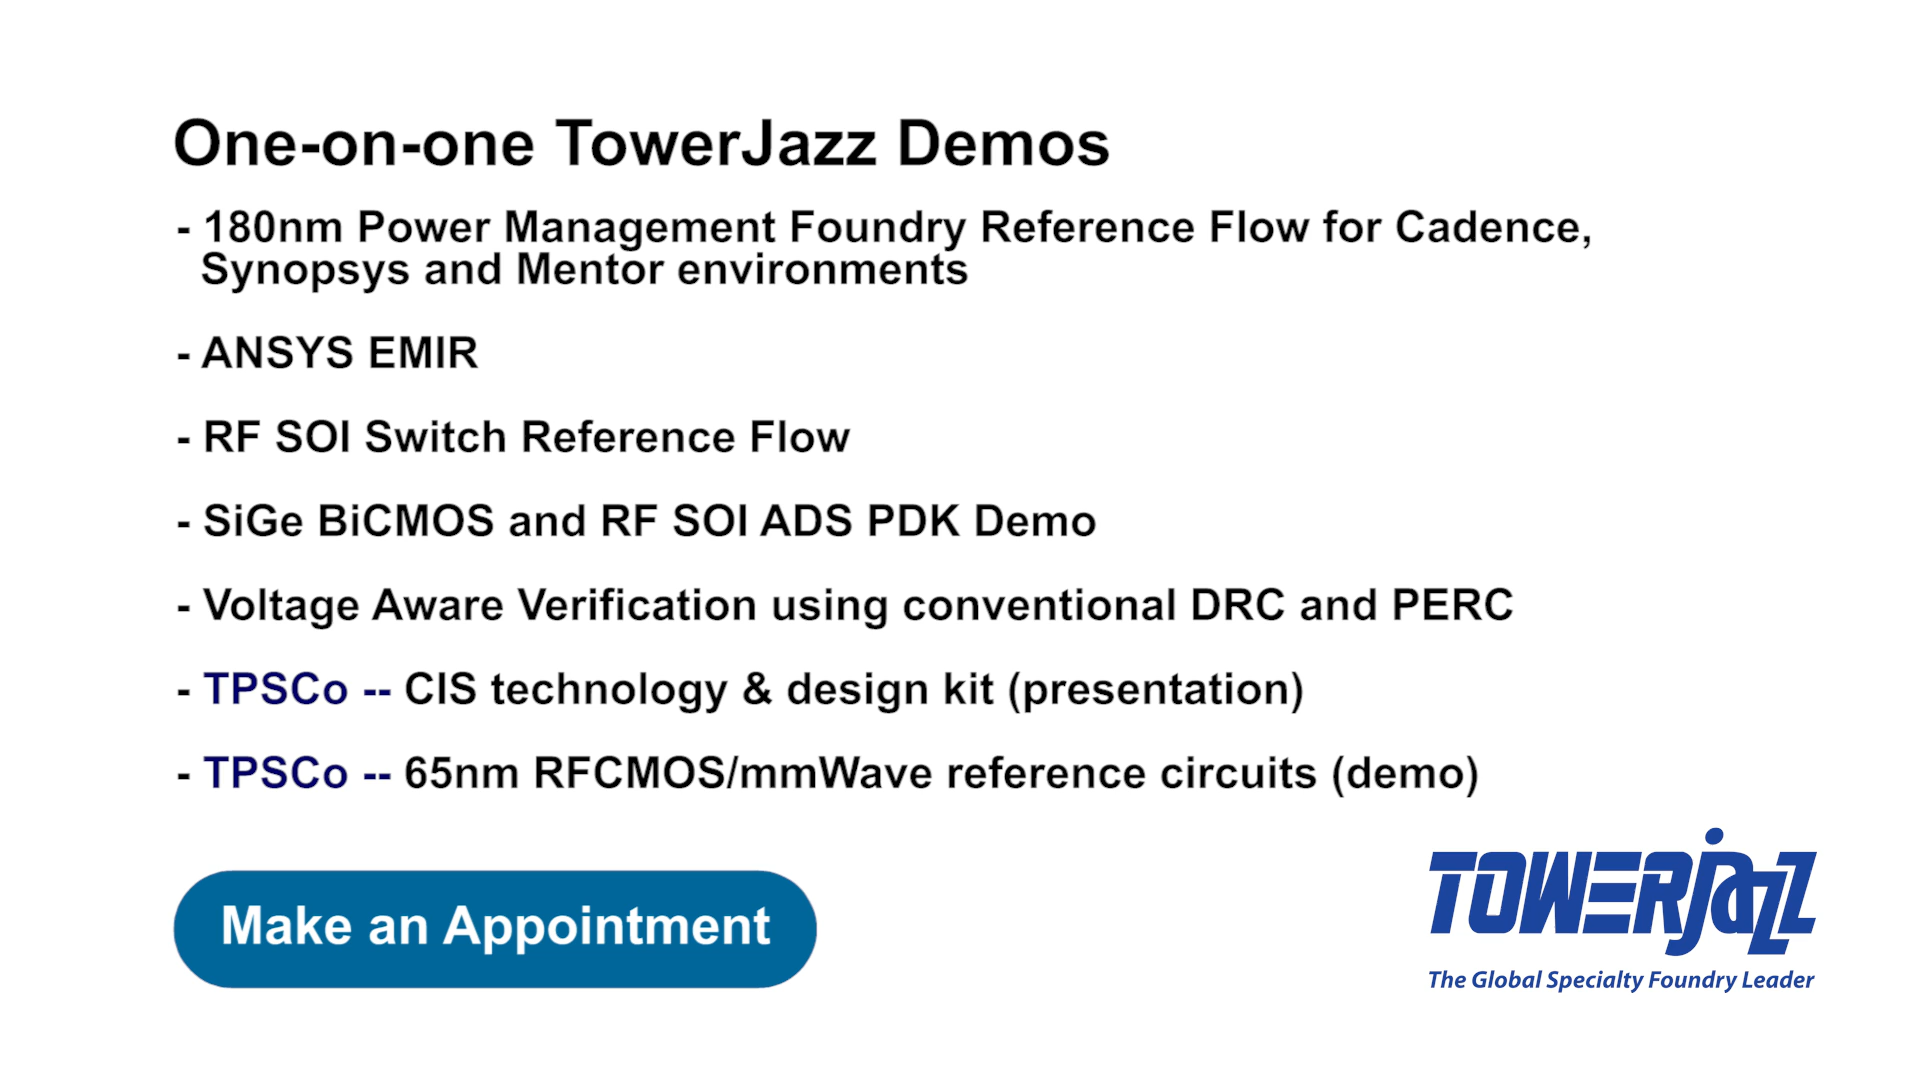 One-on-one TowerJazz Demos
- 180nm Power Management Foundry Reference Flow for Cadence,
Synopsys and Mentor environments
- ANSYS EMIR
- RF SOI Switch Reference Flow
- SiGe BiCMOS and RF SOI ADS PDK Demo
- Voltage Aware Verification using conventional DRC and PERC
- TPSCo -- CIS technology & design kit (presentation)
- TPSCo -- 65nm RFCMOS/mmWave reference circuits (demo)
Make an Appointment
TOWERjazz
The Global Specialty Foundry Leader